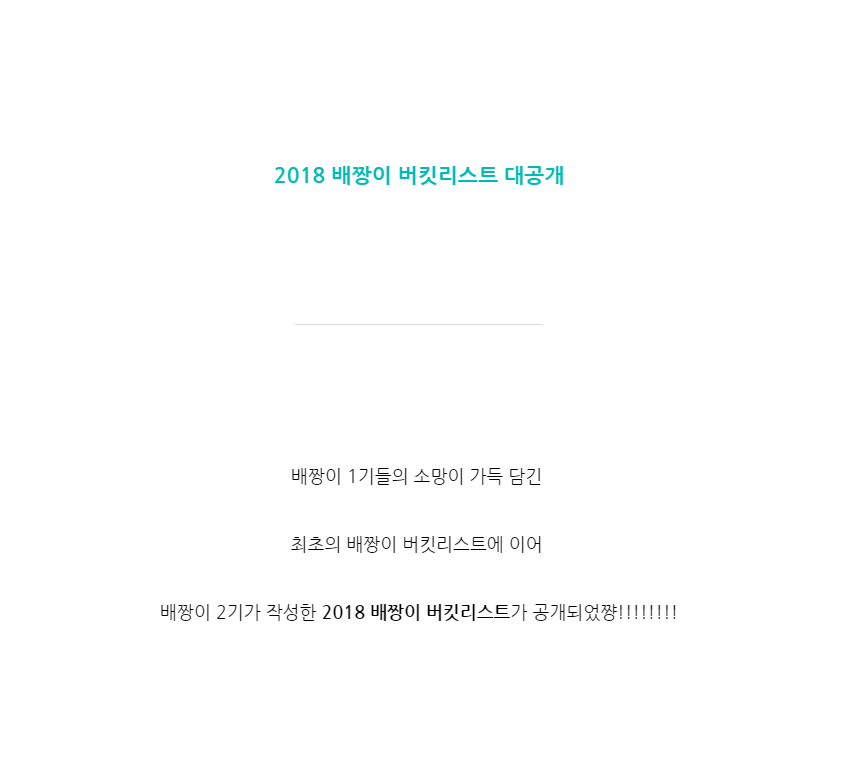 2018 배짱이 버킷리스트 대공개
배짱이 1기들의 소망이 가득 담긴
최초의 배짱이 버킷리스트에 이어
배짱이 2기가 작성한 2018 배짱이 버킷리스트가 공개되었쨩!!!!!!!!